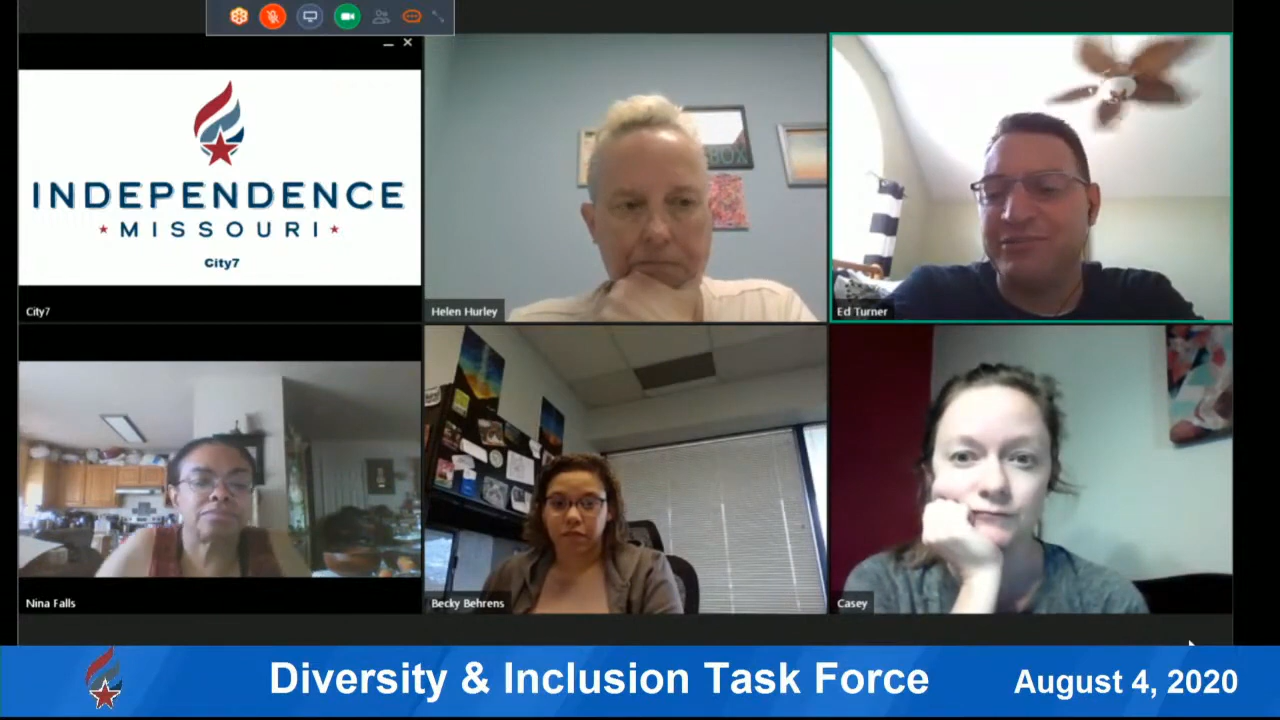 INDEPENDENCE
MISSOURI
City7
City7
Helen Hurley
BOX
Ed Turner
Nina Falls
Becky Behrens
Casey
Diversity & Inclusion Task Force
August 4, 2020